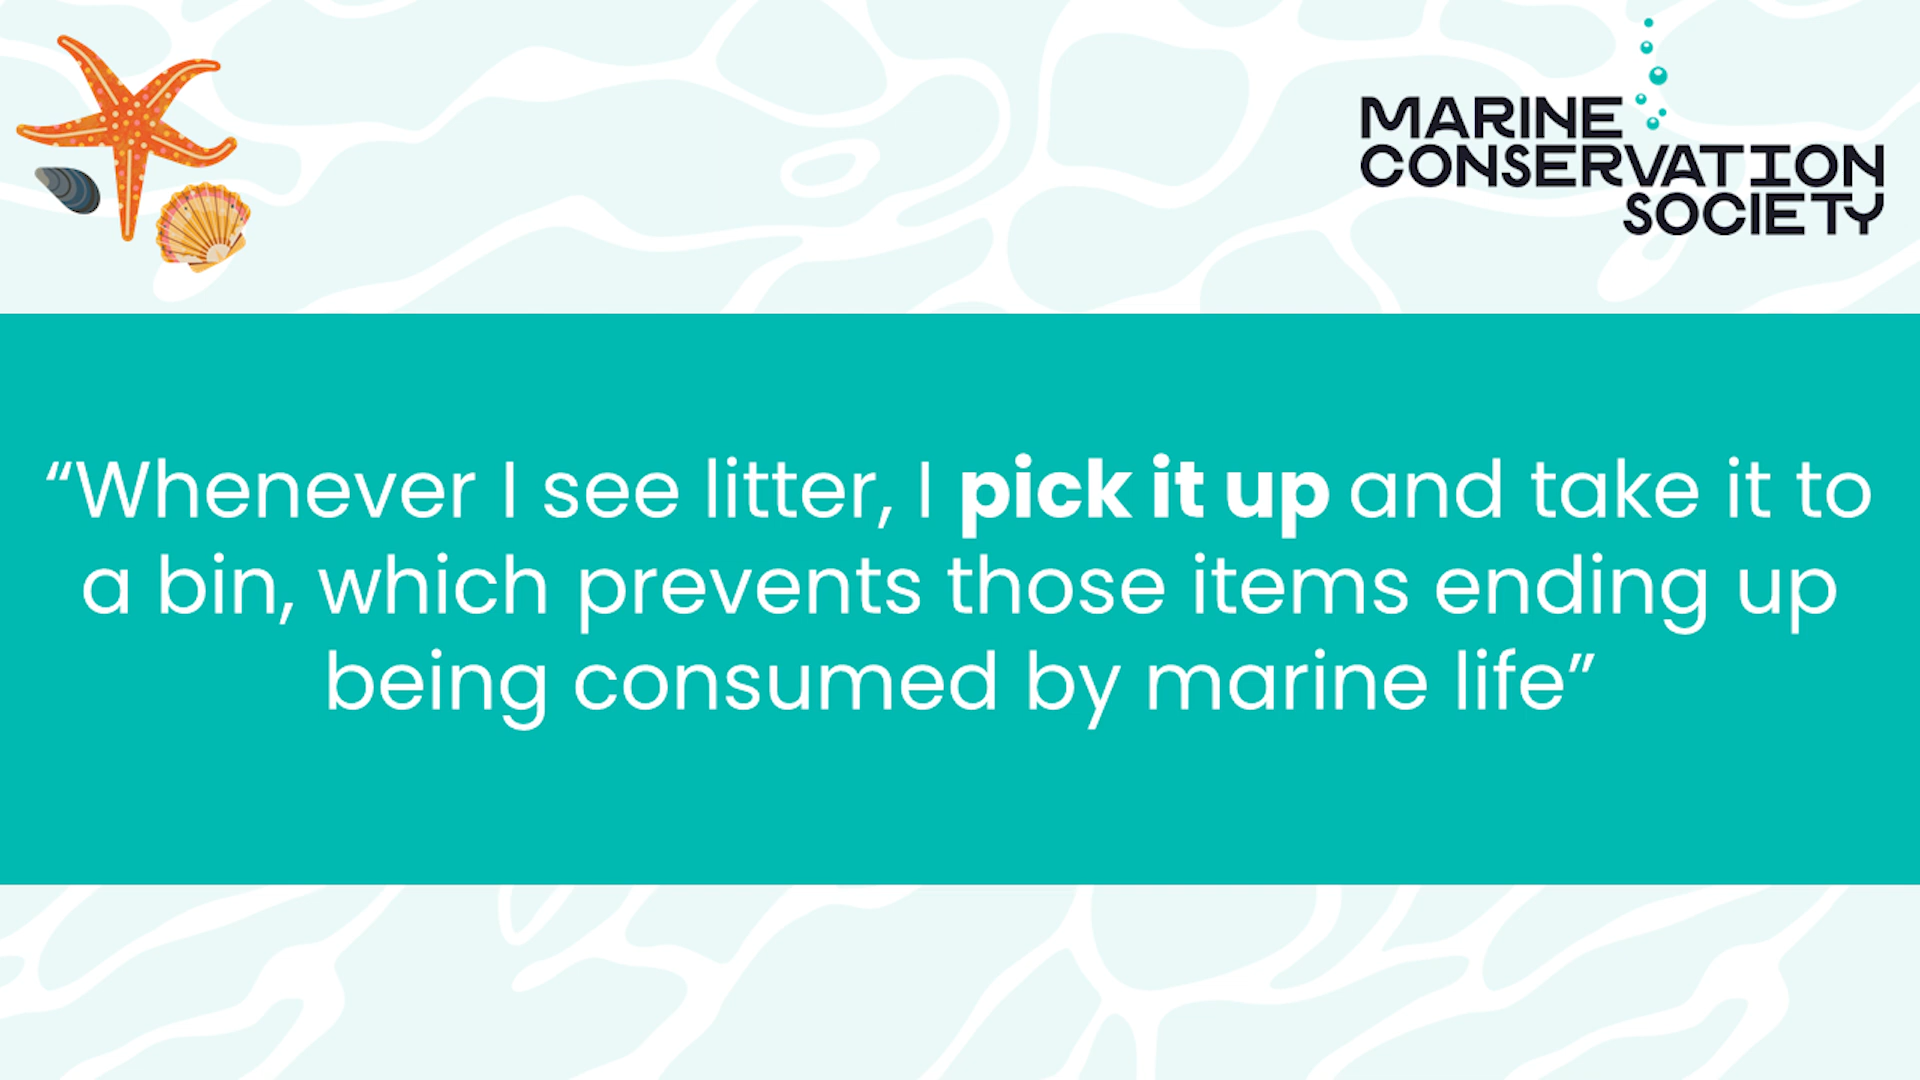 MARINE
CONSERVATION
SOCIETY
“Whenever I see litter, I pick it up and take it to
a bin, which prevents those items ending up
being consumed by marine life”